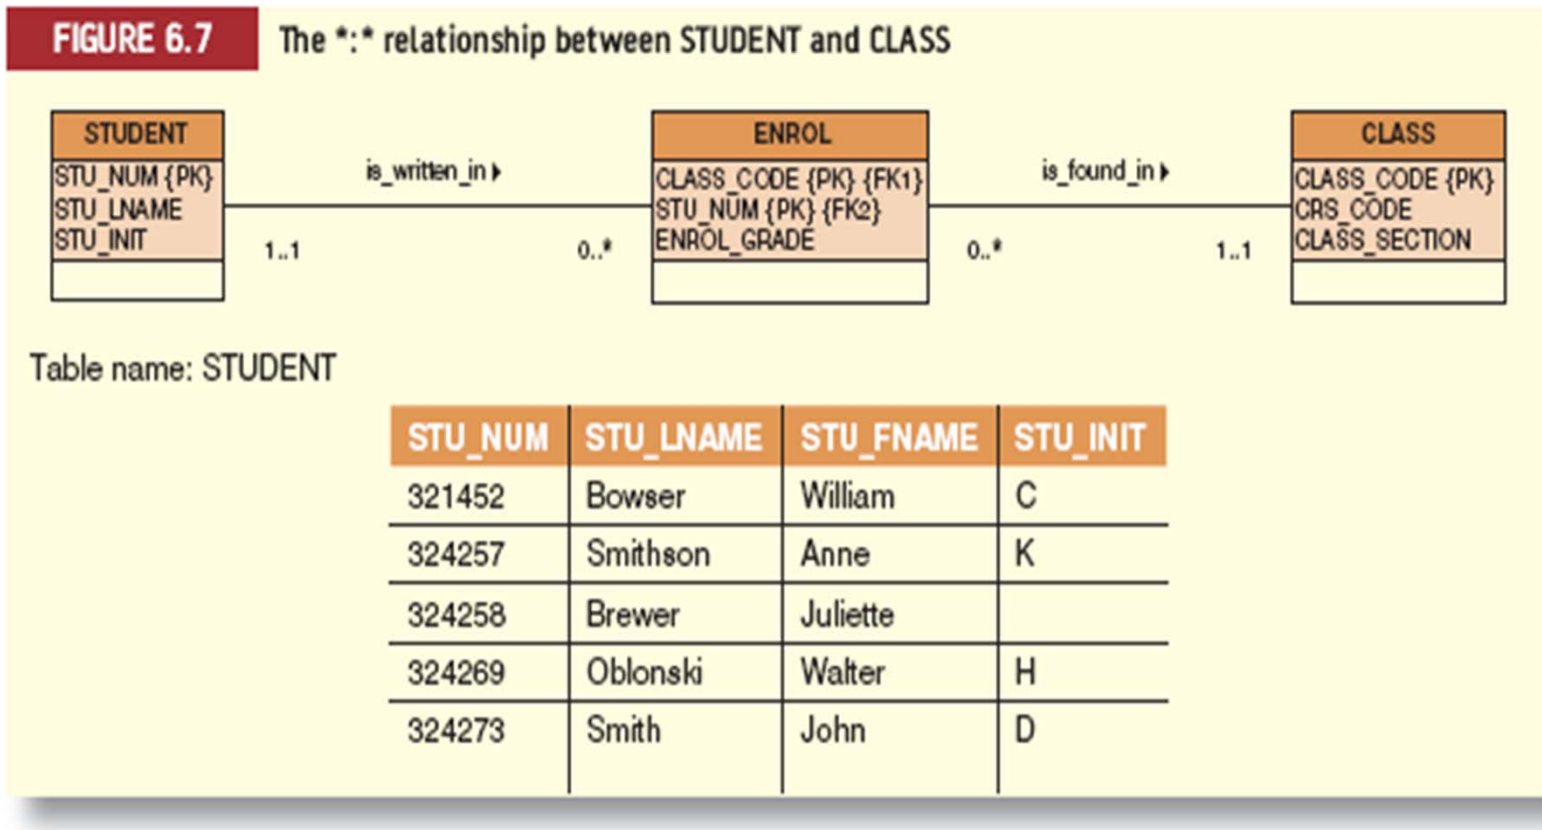 FIGURE 6.7 The *:* relationship between STUDENT and CLASS
STUDENT
STU_NUM {PK}
STU_LNAME
STU_INIT
is_written_in
1..1
0..*
ENROL
CLASS_CODE {PK} {FK1}
STU_NUM {PK} {FK2}
ENROL_GRADE
is_found_in
0..*
1..1
CLASS
CLASS_CODE {PK}
CRS_CODE
CLASS_SECTION
Table name: STUDENT
STU_NUM STU_LNAME STU_FNAME STU_INIT
321452 Bowser William C
324257 Smithson Anne K
324258 Brewer Juliette
324269 Oblonski Walter H
324273 Smith John D